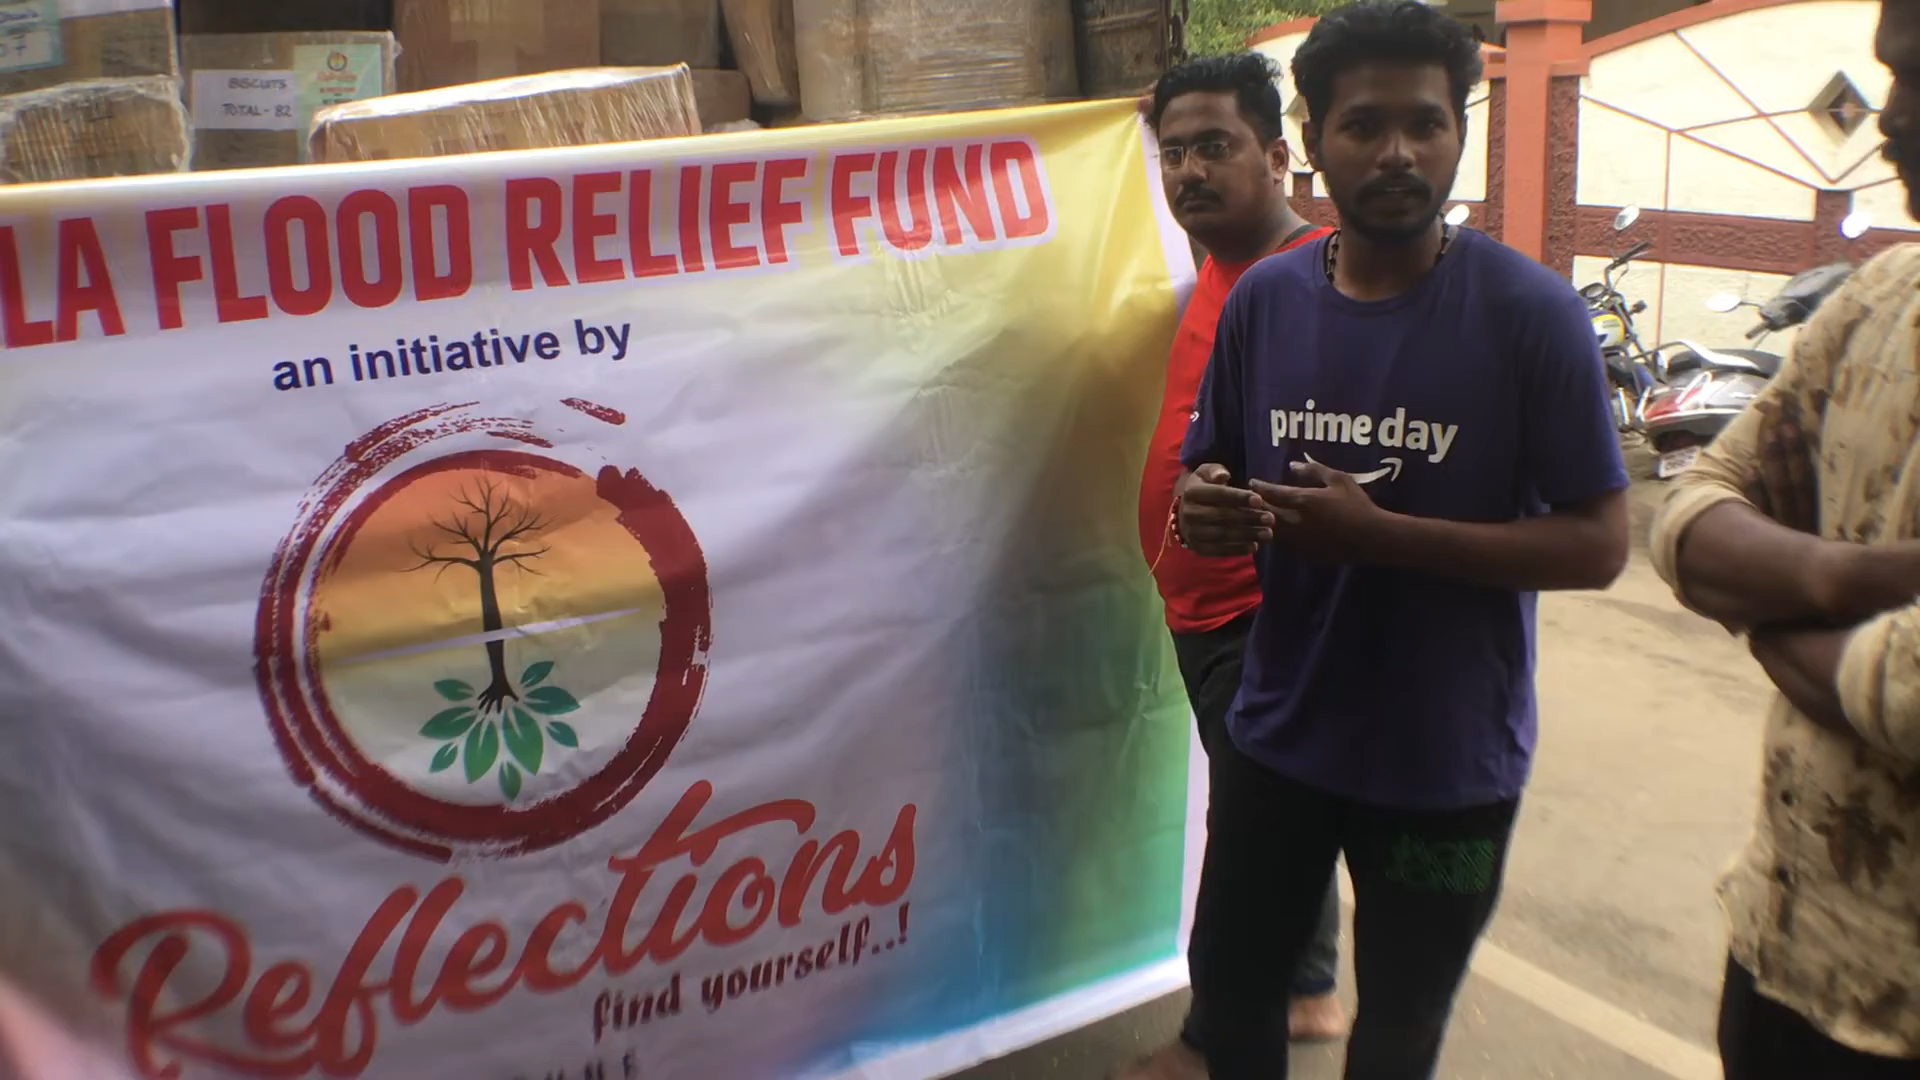 BISCUITS
TOTAL - 82
LA FLOOD RELIEF FUND
an initiative by
Reflections
find yourself..!
prime day